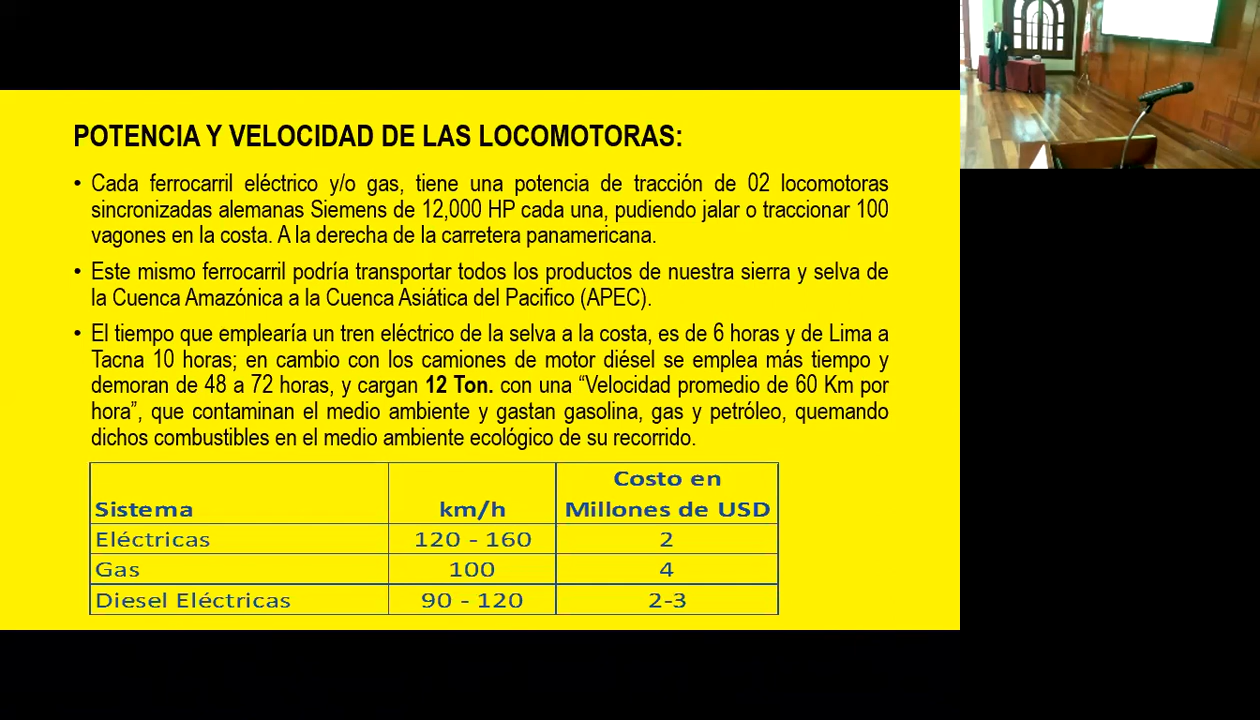 POTENCIA Y VELOCIDAD DE LAS LOCOMOTORAS:
• Cada ferrocarril eléctrico y/o gas, tiene una potencia de tracción de 02 locomotoras
sincronizadas alemanas Siemens de 12,000 HP cada una, pudiendo jalar o traccionar 100
vagones en la costa. A la derecha de la carretera panamericana.
• Este mismo ferrocarril podría transportar todos los productos de nuestra sierra y selva de
la Cuenca Amazónica a la Cuenca Asiática del Pacifico (APEC).
• El tiempo que emplearía un tren eléctrico de la selva a la costa, es de 6 horas y de Lima a
Tacna 10 horas; en cambio con los camiones de motor diésel se emplea más tiempo y
demoran de 48 a 72 horas, y cargan 12 Ton. con una “Velocidad promedio de 60 Km por
hora”, que contaminan el medio ambiente y gastan gasolina, gas y petróleo, quemando
dichos combustibles en el medio ambiente ecológico de su recorrido.
Sistema km/h Costo en
Millones de USD
Eléctricas 120 - 160 2
Gas 100 4
Diesel Eléctricas 90 - 120 2-3